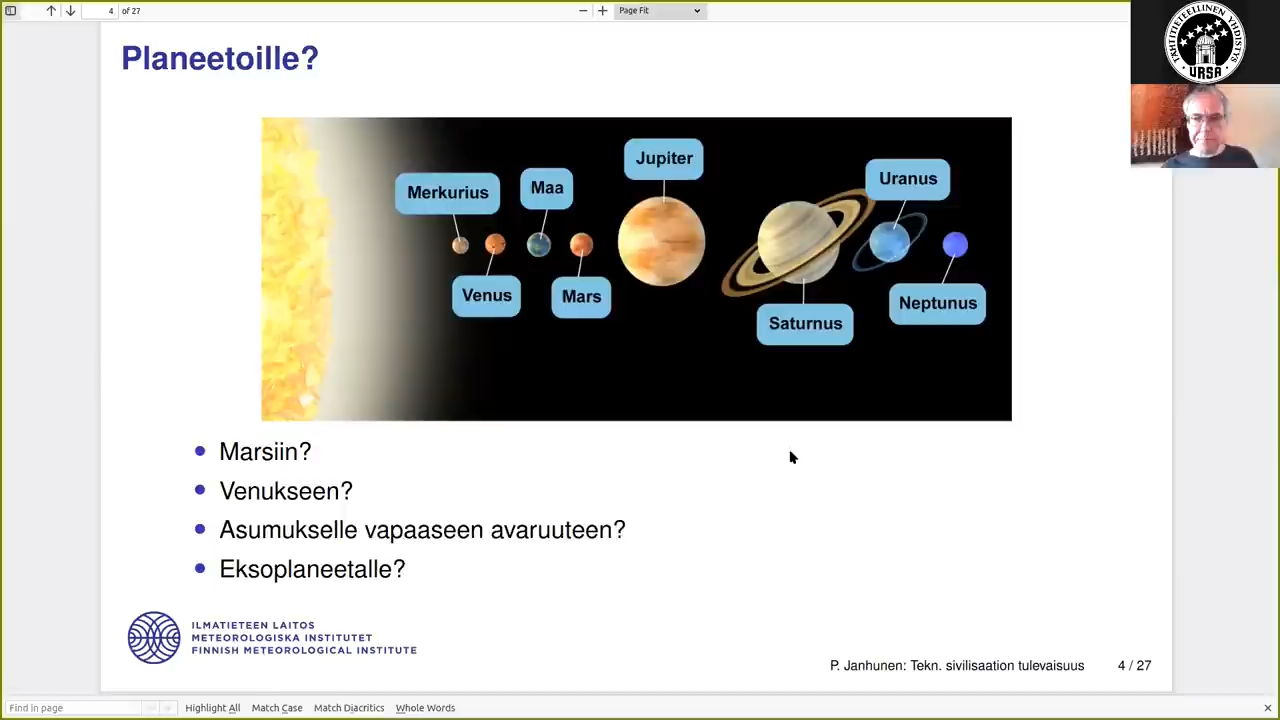 4 of 27
Page Fit
TÄHTITIETEELLINEN YHDISTYS
URSA
Planeetoille?
Jupiter
Merkurius
Maa
Uranus
Venus
Mars
Saturnus
Neptunus
Marsiin?
Venukseen?
Asumukselle vapaaseen avaruuteen?
Eksoplaneetalle?
ILMATIETEEN LAITOS
METEOROLOGISKA INSTITUTET
FINNISH METEOROLOGICAL INSTITUTE
P. Janhunen: Tekn. sivilisaation tulevaisuus 4 / 27
Find in page Highlight All Match Case Match Diacritics Whole Words